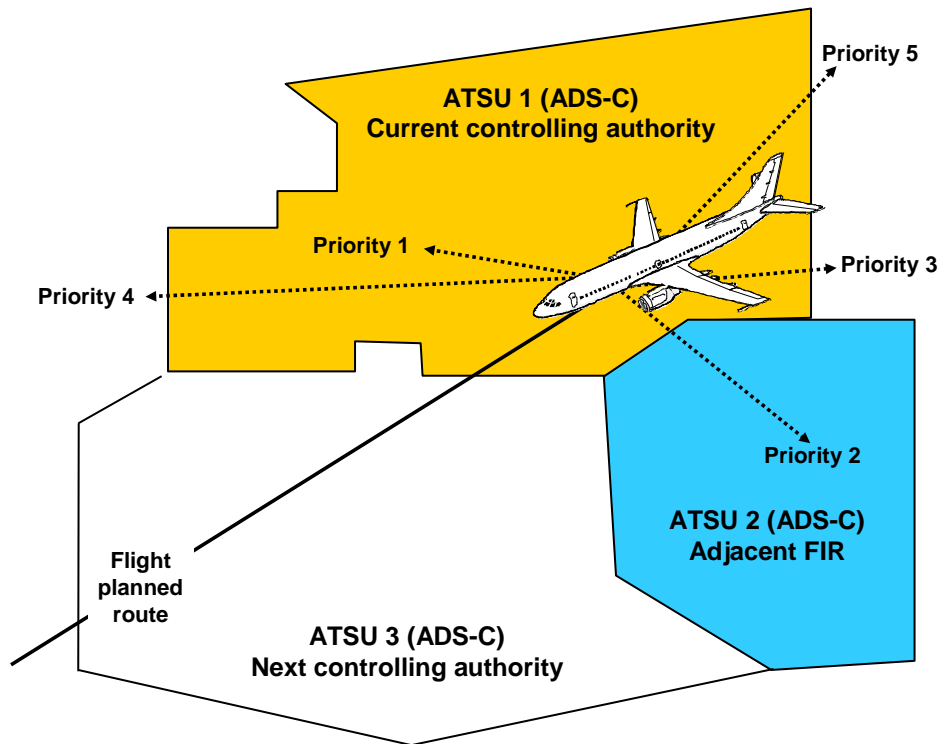 Priority 5
ATSU 1 (ADS-C)
Current controlling authority
Priority 1
Priority 3
Priority 4
Priority 2
ATSU 2 (ADS-C)
Adjacent FIR
Flight
planned
route
ATSU 3 (ADS-C)
Next controlling authority